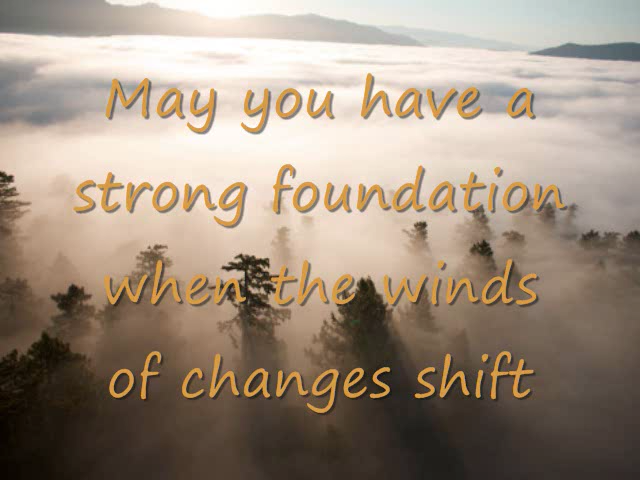 May you have a
strong foundation
when the winds
of changes shift